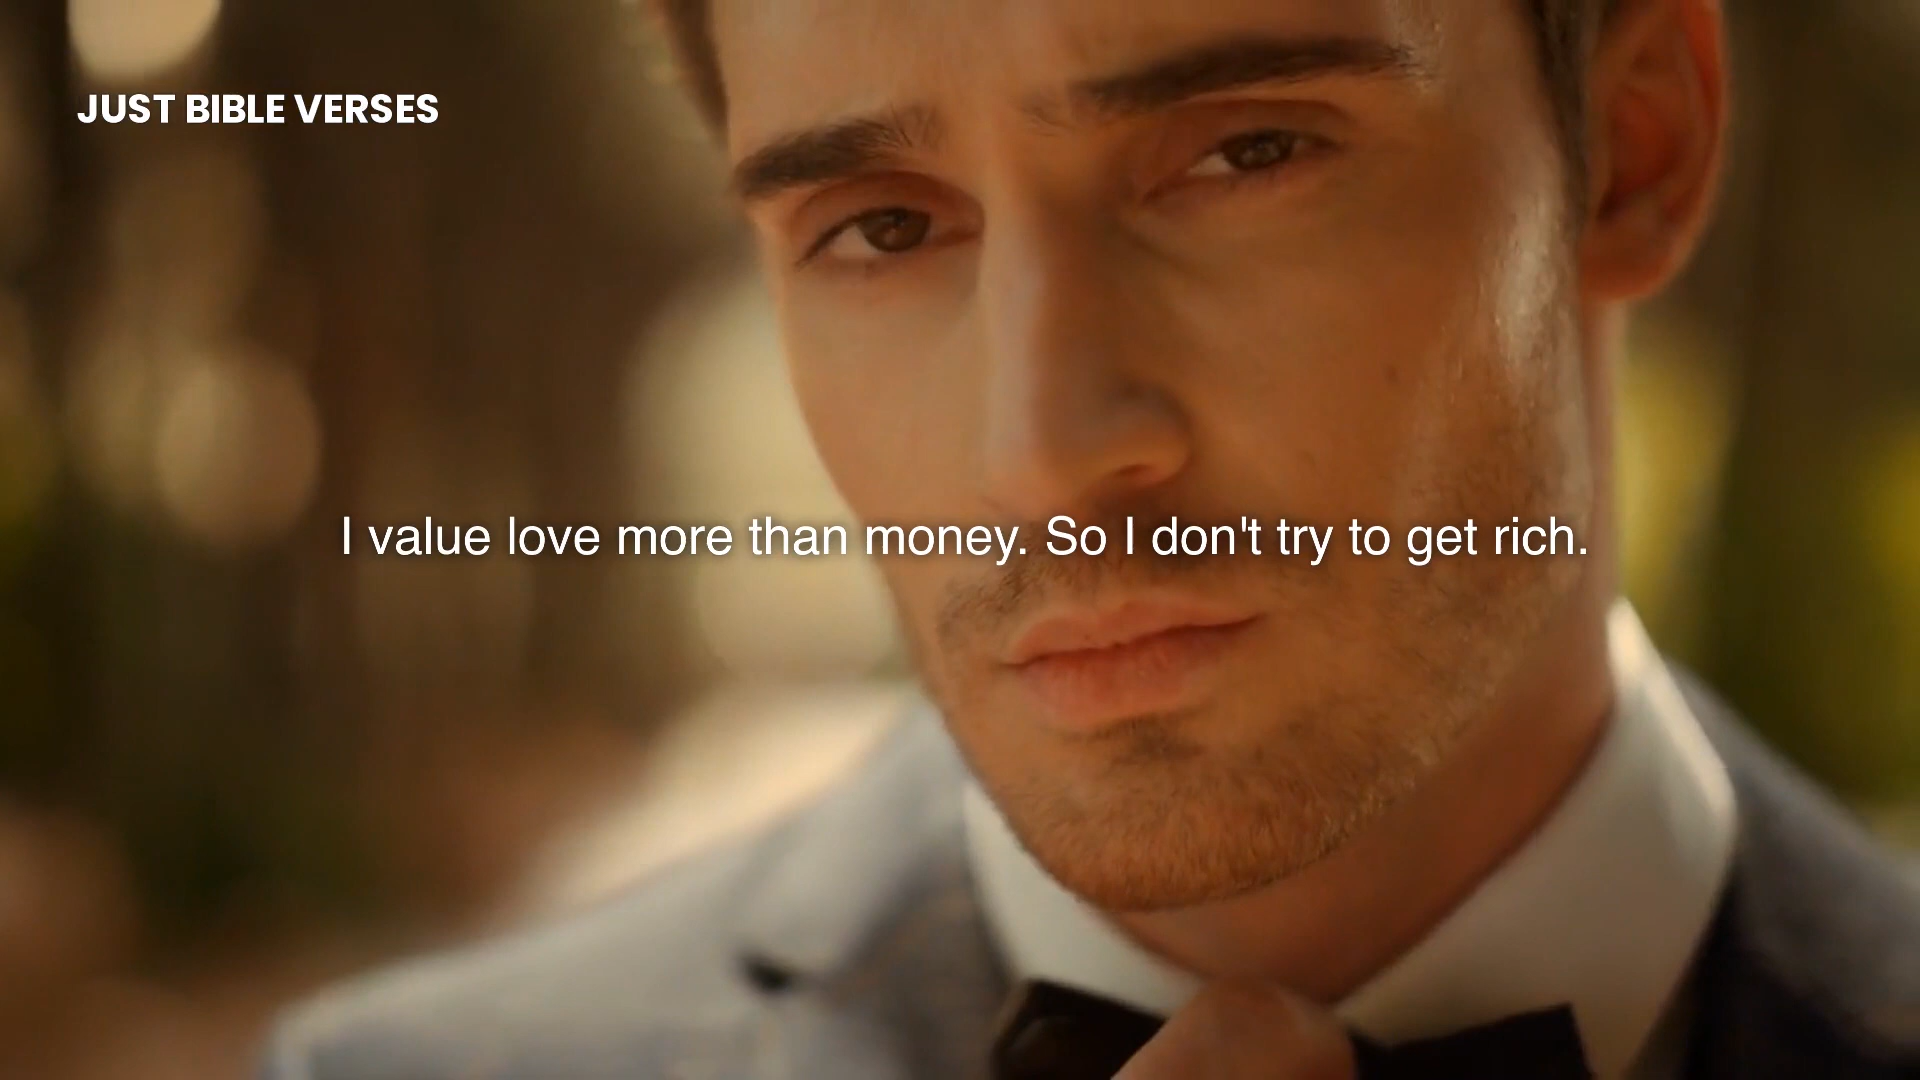 JUST BIBLE VERSES
I value love more than money. So I don't try to get rich.